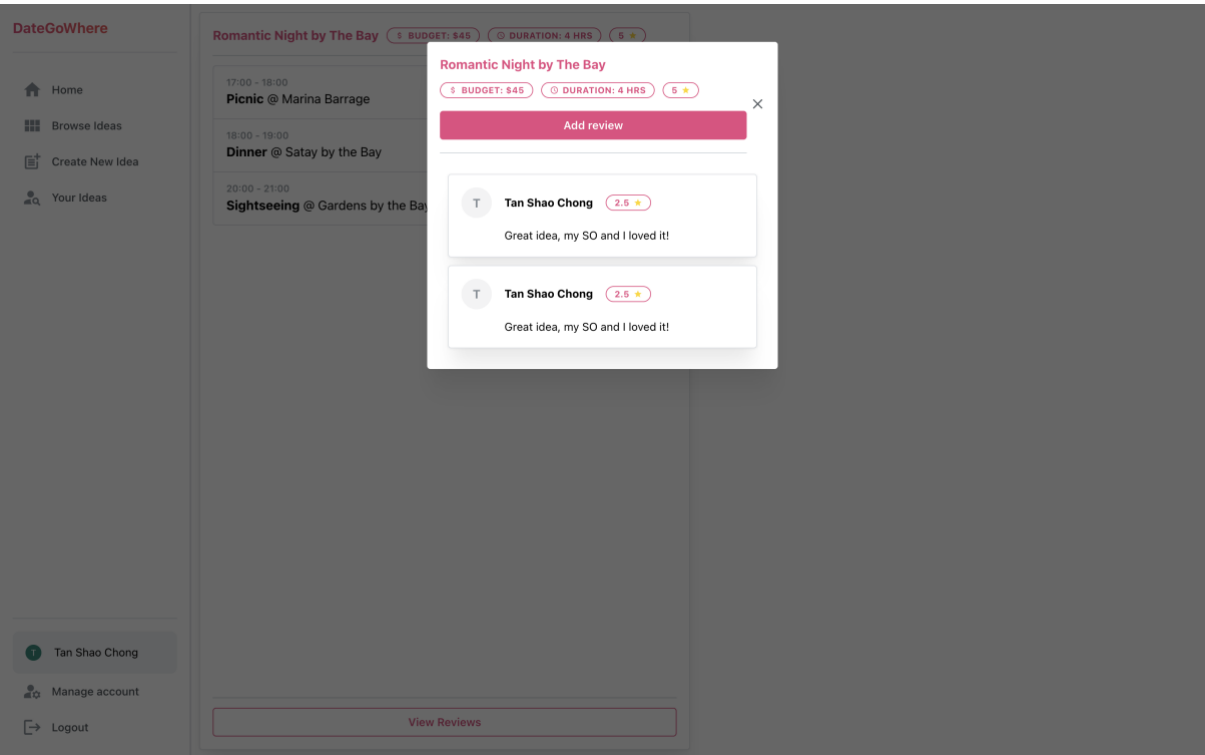 DateGoWhere
Home
Browse Ideas
Create New Idea
Your Ideas
T Tan Shao Chong
Manage account
Logout
Romantic Night by The Bay $ BUDGET: $45 DURATION: 4 HRS 5 ★
17:00 - 18:00
Picnic @ Marina Barrage
18:00 - 19:00
Dinner @ Satay by the Bay
20:00 - 21:00
Sightseeing @ Gardens by the Bay
View Reviews
Romantic Night by The Bay
$ BUDGET: $45 DURATION: 4 HRS 5 ★
Add review
T Tan Shao Chong 2.5 ★
Great idea, my SO and I loved it!
T Tan Shao Chong 2.5 ★
Great idea, my SO and I loved it!